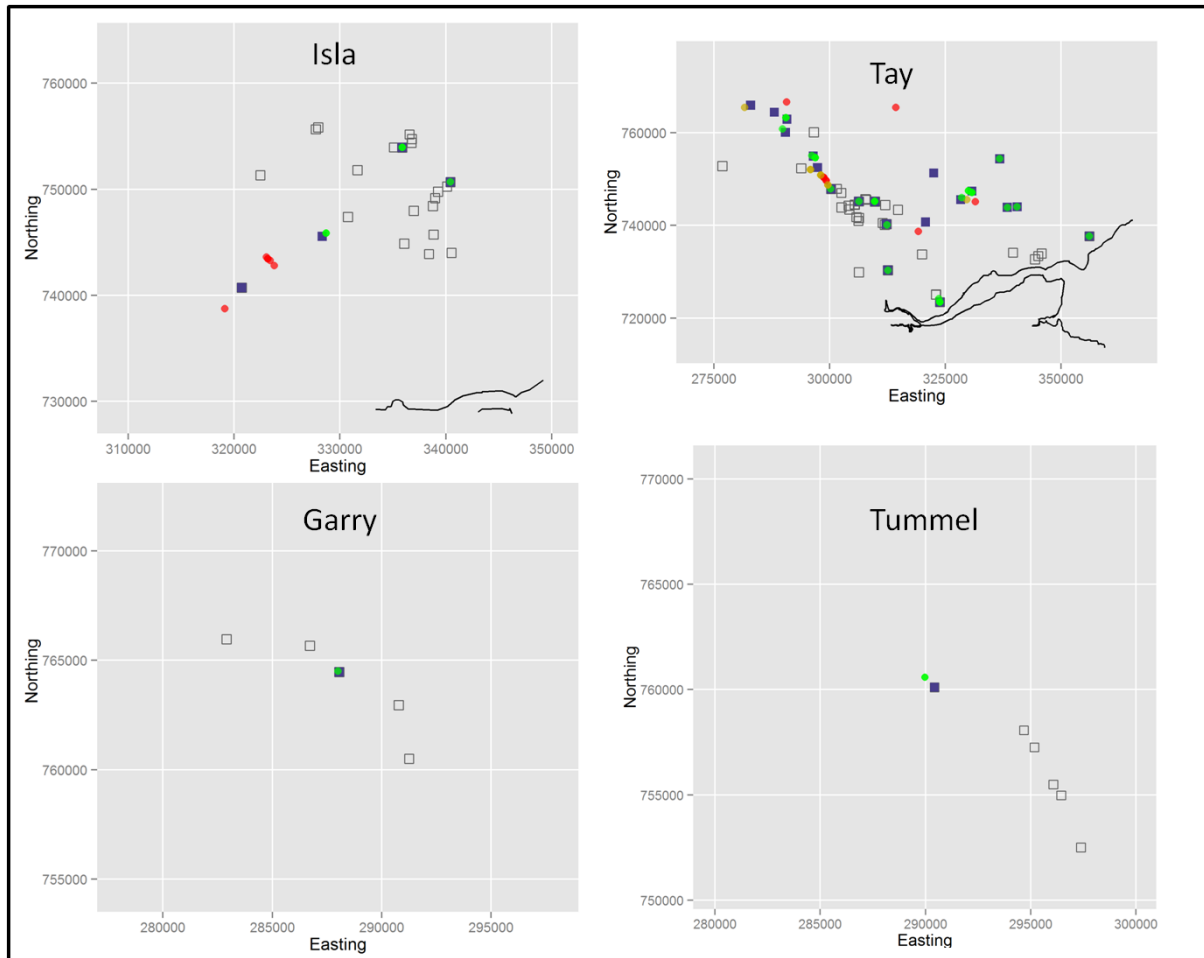 Isla
760000
750000
740000
730000
Northing
310000 320000 330000 340000 350000
Easting
Tay
760000
740000
720000
Northing
275000 300000 325000 350000
Easting
Garry
770000
765000
760000
755000
Northing
280000 285000 290000 295000
Easting
Tummel
770000
765000
760000
755000
750000
Northing
280000 285000 290000 295000 300000
Easting